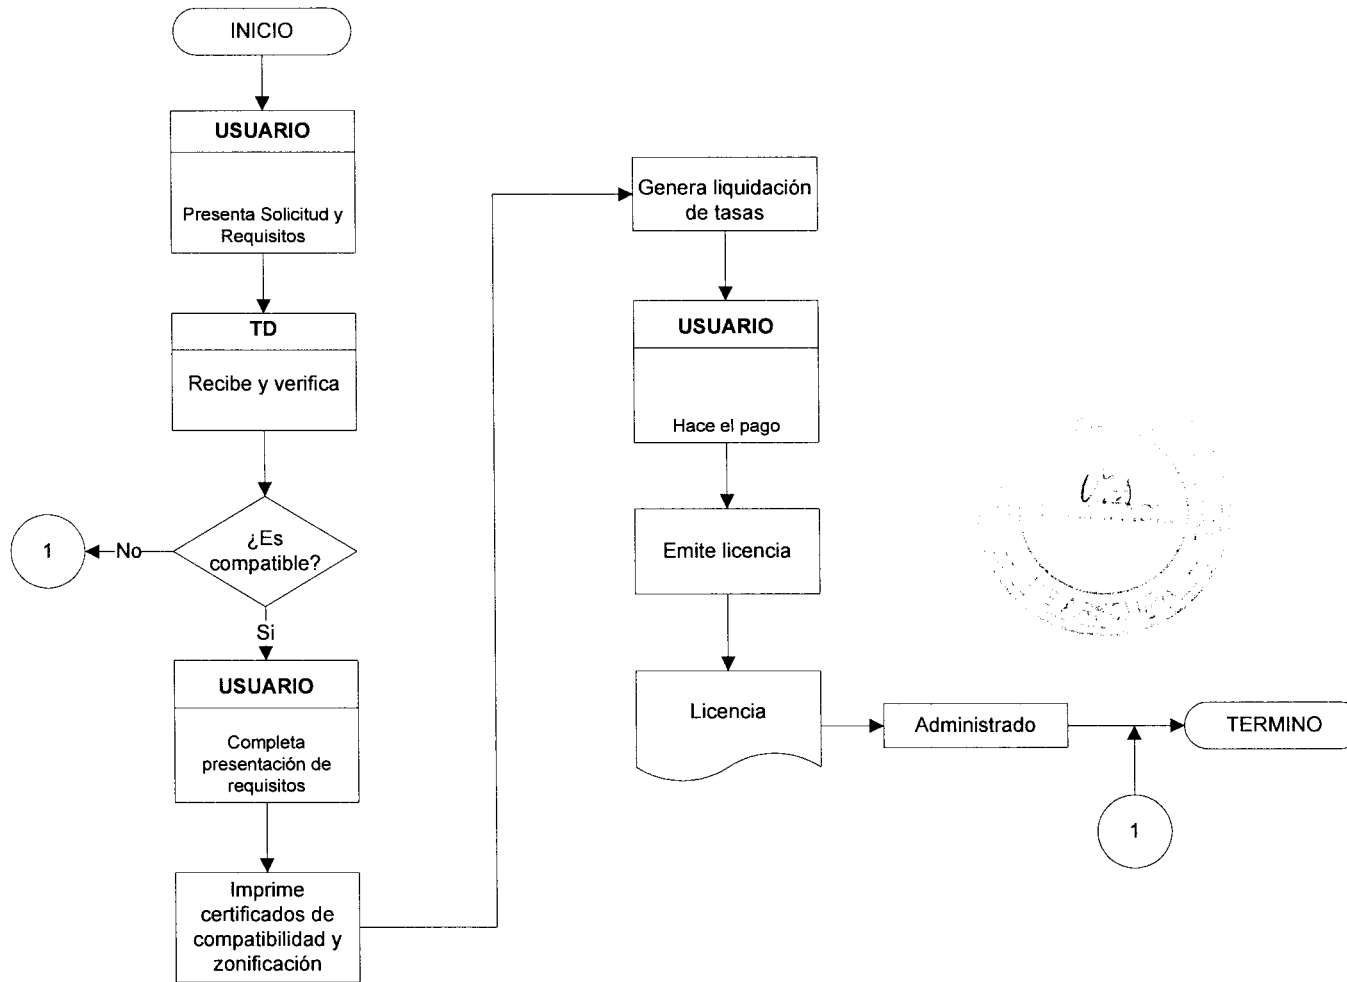 INICIO
USUARIO
Presenta Solicitud y
Requisitos
TD
Recibe y verifica
¿Es
compatible?
No
1
Si
USUARIO
Completa
presentación de
requisitos
Imprime
certificados de
compatibilidad y
zonificación
Genera liquidación
de tasas
USUARIO
Hace el pago
Emite licencia
Licencia
Administrado
TERMINO
1